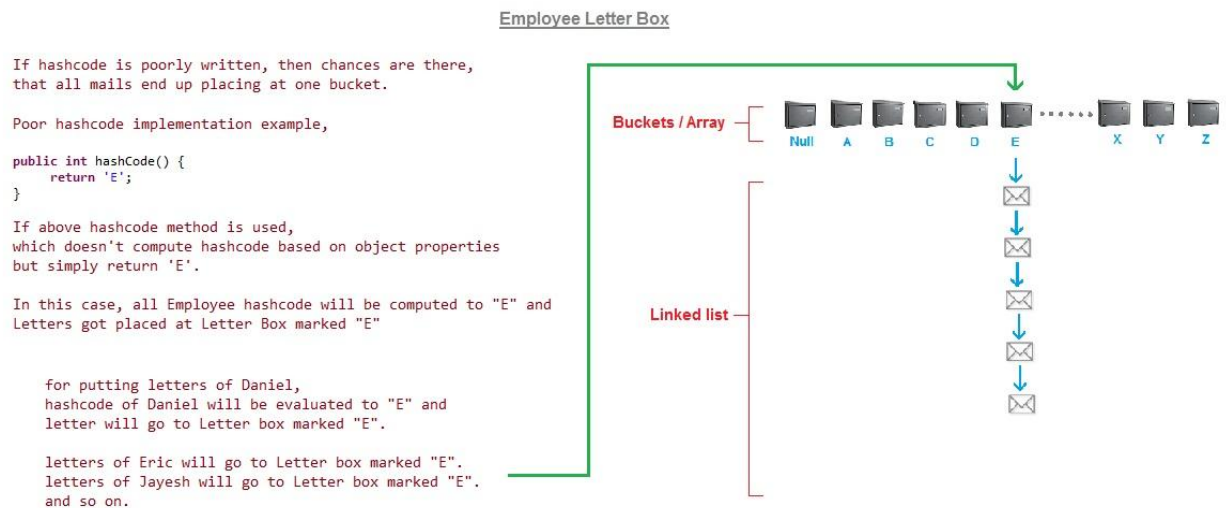 Employee Letter Box
If hashcode is poorly written, then chances are there,
that all mails end up placing at one bucket.
Poor hashcode implementation example,
public int hashCode() {
return 'E';
}
If above hashcode method is used,
which doesn't compute hashcode based on object properties
but simply return 'E'.
In this case, all Employee hashcode will be computed to "E" and
Letters got placed at Letter Box marked "E"
for putting letters of Daniel,
hashcode of Daniel will be evaluated to "E" and
letter will go to Letter box marked "E".
letters of Eric will go to Letter box marked "E".
letters of Jayesh will go to Letter box marked "E".
and so on.
Buckets / Array
Null A B C D E X Y Z
Linked list